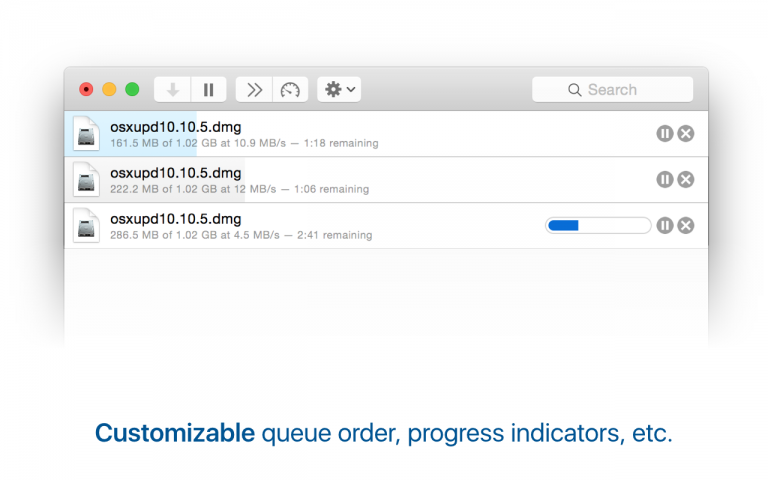 Search
osxupd10.10.5.dmg
161.5 MB of 1.02 GB at 10.9 MB/s — 1:18 remaining
osxupd10.10.5.dmg
222.2 MB of 1.02 GB at 12 MB/s — 1:06 remaining
osxupd10.10.5.dmg
286.5 MB of 1.02 GB at 4.5 MB/s — 2:41 remaining
Customizable queue order, progress indicators, etc.